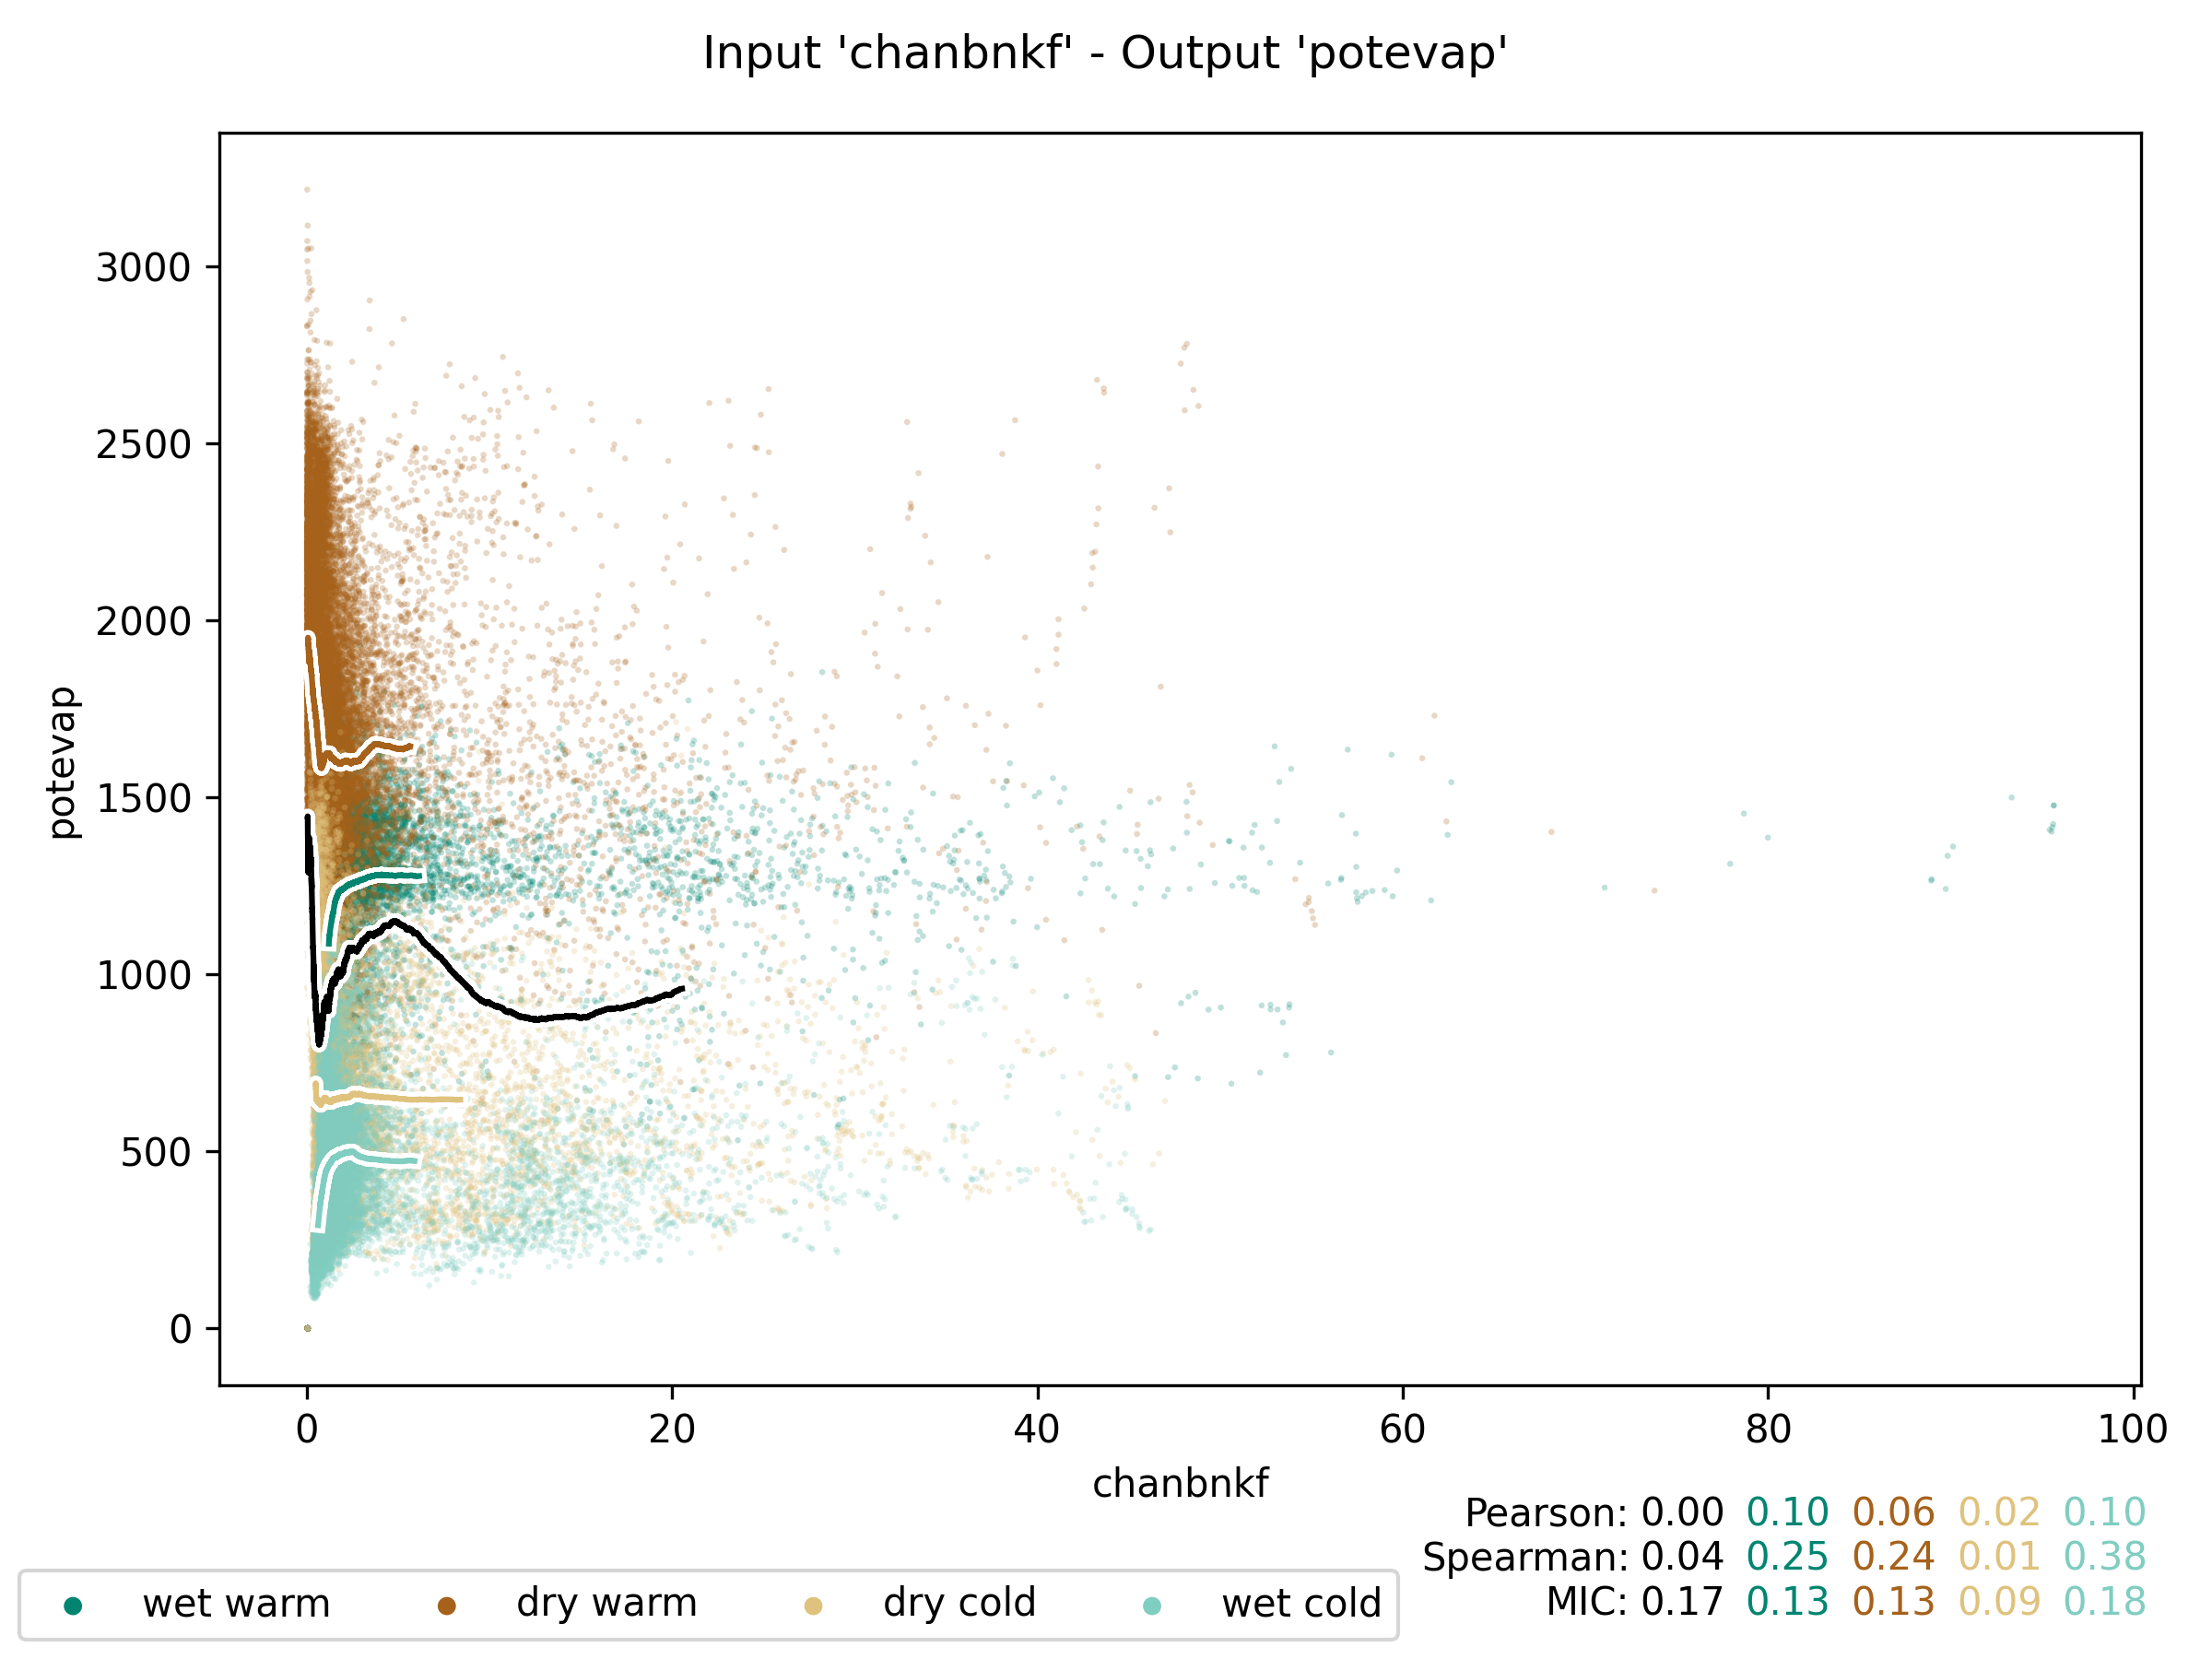 Input 'chanbnkf' - Output 'potevap'
potevap
3000
2500
2000
1500
1000
500
0
0 20 40 60 80 100
chanbnkf
Pearson: 0.00 0.10 0.06 0.02 0.10
Spearman: 0.04 0.25 0.24 0.01 0.38
MIC: 0.17 0.13 0.13 0.09 0.18
wet warm dry warm dry cold wet cold